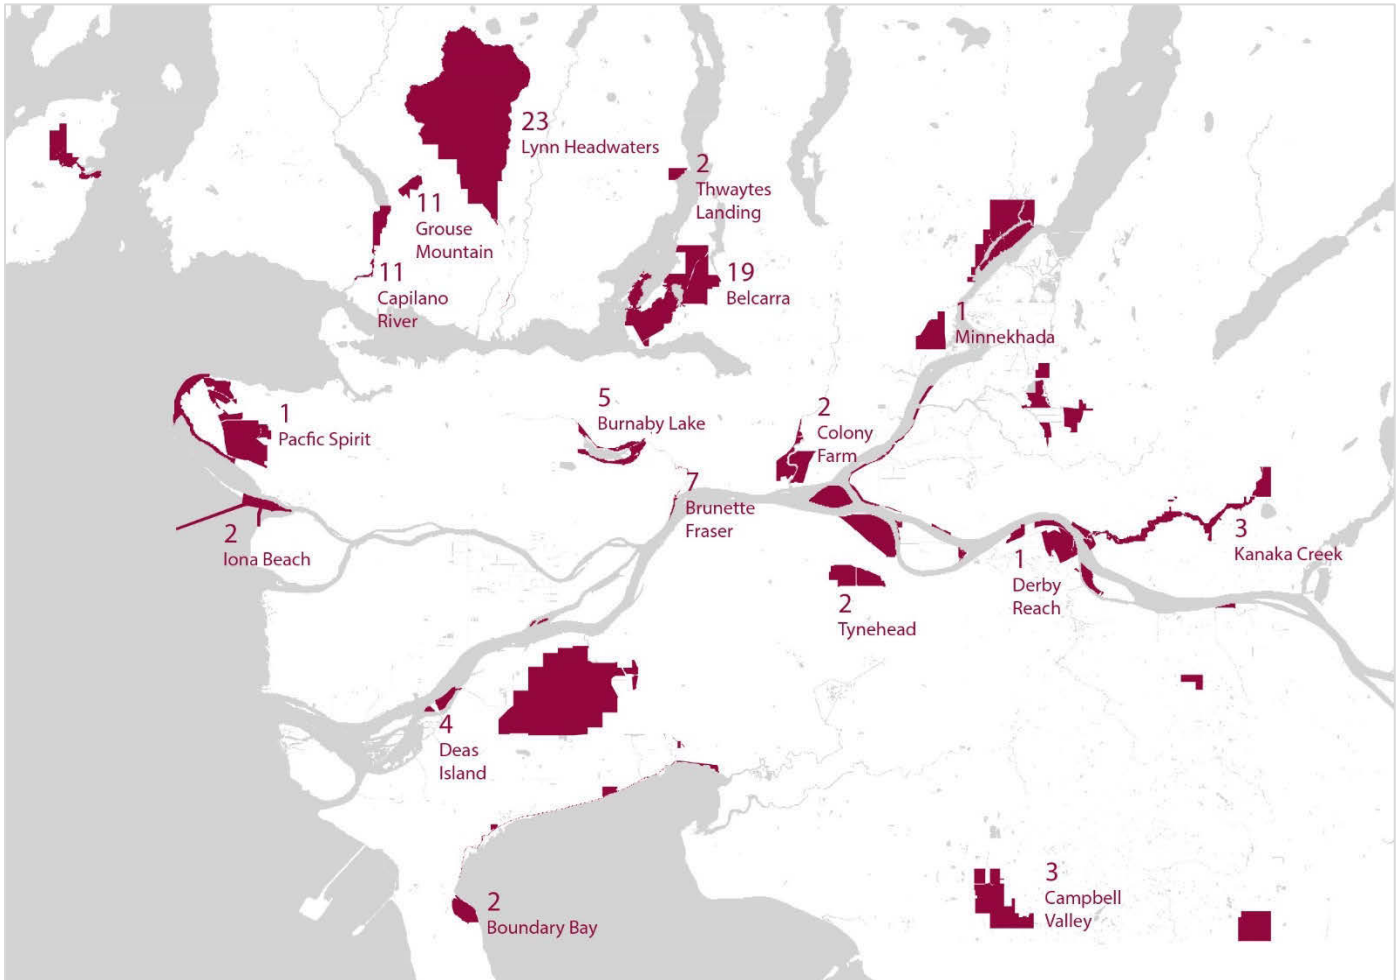 23
Lynn Headwaters
2
Thwaytes
Landing
11
Grouse
Mountain
11
Capilano
River
19
Belcarra
1
Minnekhada
1
Pacfic Spirit
5
Burnaby Lake
2
Colony
Farm
7
Brunette
Fraser
2
Iona Beach
3
Kanaka Creek
1
Derby
Reach
2
Tynehead
4
Deas
Island
3
Campbell
Valley
2
Boundary Bay